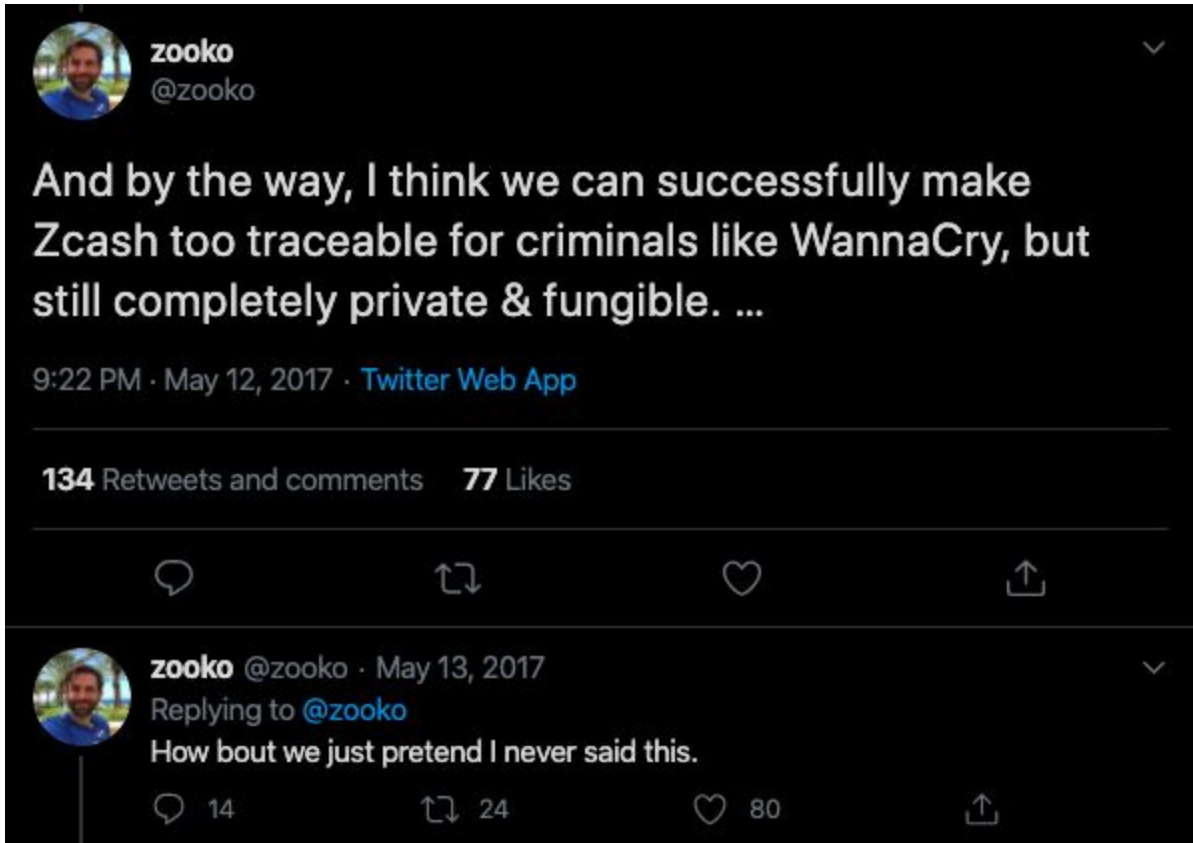 zooko
@zooko
And by the way, I think we can successfully make
Zcash too traceable for criminals like WannaCry, but
still completely private & fungible. ...
9:22 PM · May 12, 2017 · Twitter Web App
134 Retweets and comments 77 Likes
zooko @zooko · May 13, 2017
Replying to @zooko
How bout we just pretend I never said this.
14 24 80